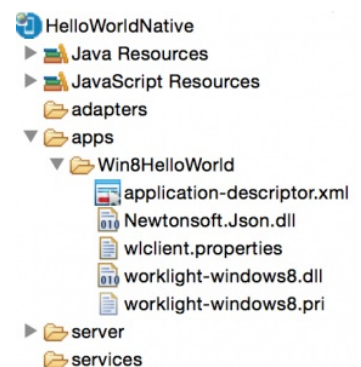 HelloWorldNative
Java Resources
JavaScript Resources
adapters
apps
Win8HelloWorld
application-descriptor.xml
Newtonsoft.Json.dll
wlclient.properties
worklight-windows8.dll
worklight-windows8.pri
server
services